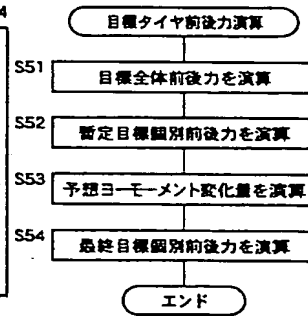 4
目標タイヤ前後力演算
S51
目標全体前後力を演算
S52
暫定目標個別前後力を演算
S53
予想ヨーモーメント変化量を演算
S54
最終目標個別前後力を演算
エンド